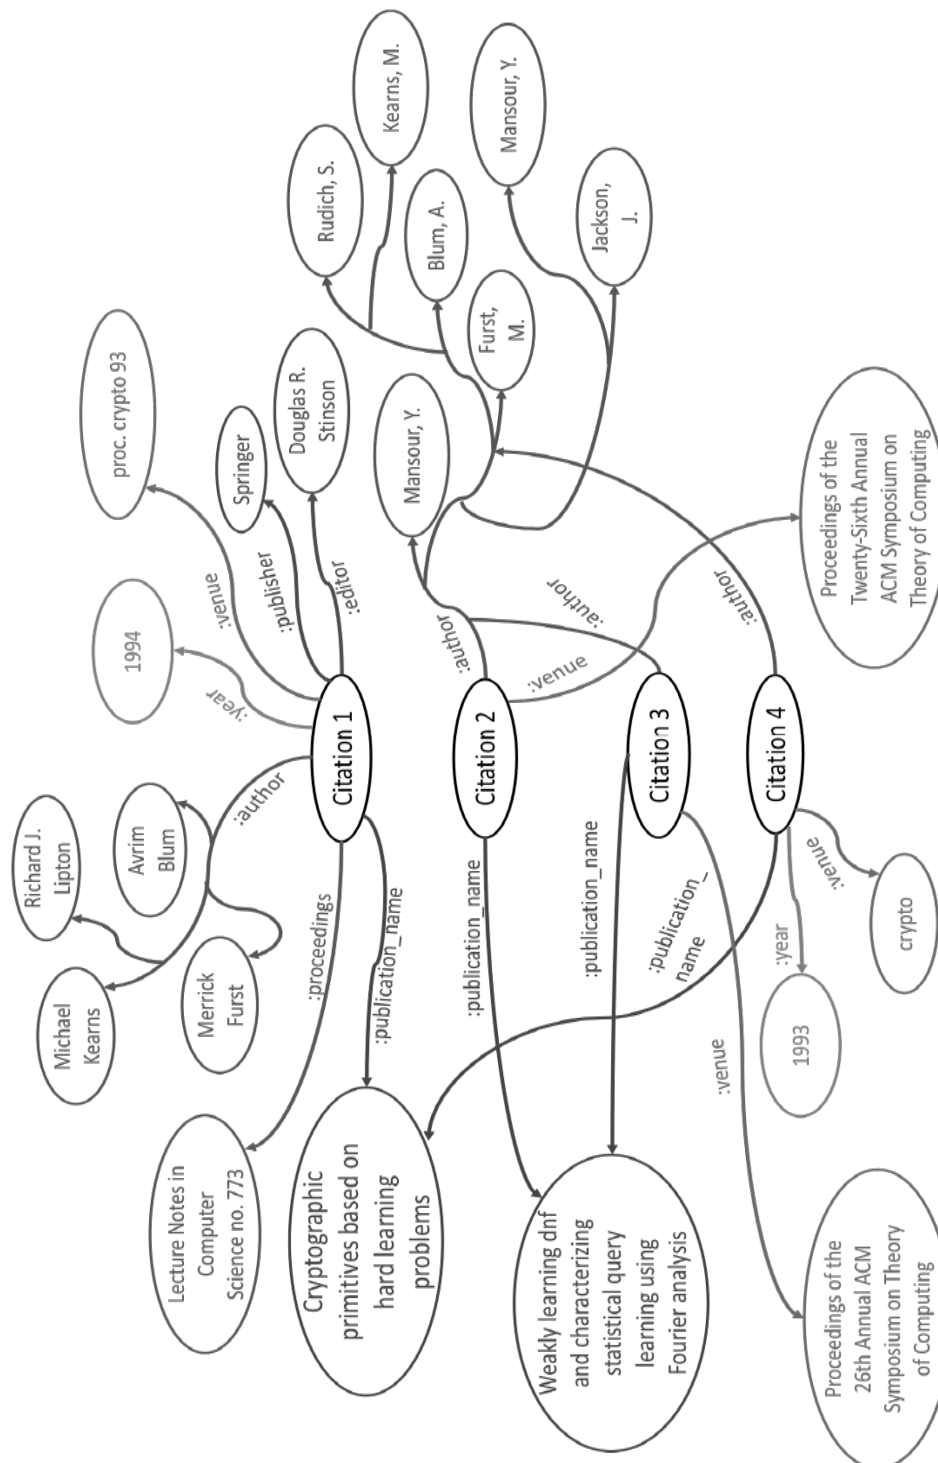 Lecture Notes in
Computer
Science no. 773
Cryptographic
primitives based on
hard learning
problems
Weakly learning dnf
and characterizing
statistical query
learning using
Fourier analysis
Proceedings of the
26th Annual ACM
Symposium on Theory
of Computing
Michael
Kearns
Richard J.
Lipton
Merrick
Furst
Avrim
Blum
:author
:proceedings
:publication_name
:publication_name
:publication_name
:publication_
name
:venue
1993
:year
crypto
:venue
Citation 1
Citation 2
Citation 3
Citation 4
1994
:year
:venue
:publisher
:editor
:author
:venue
:author
:author
proc. crypto 93
Springer
Douglas R.
Stinson
Mansour, Y.
Proceedings of the
Twenty-Sixth Annual
ACM Symposium on
Theory of Computing
Rudich, S.
Kearns, M.
Blum, A.
Furst,
M.
Mansour, Y.
Jackson,
J.